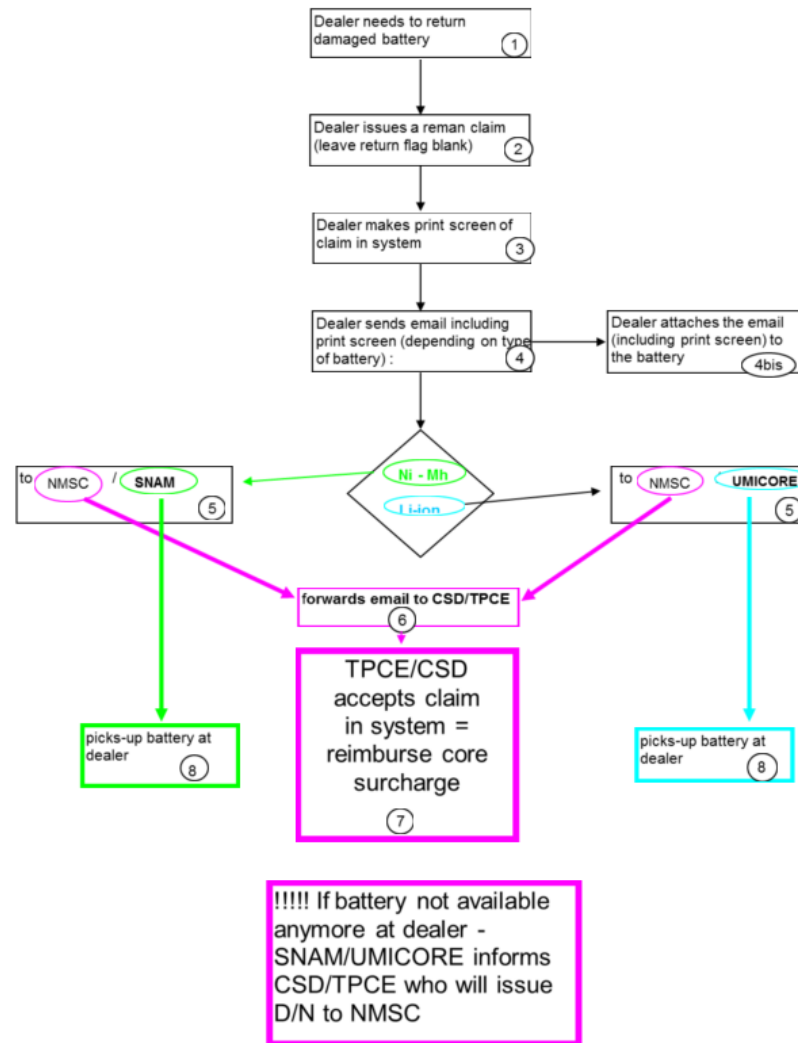 Dealer needs to return
damaged battery
1
Dealer issues a reman claim
(leave return flag blank)
2
Dealer makes print screen of
claim in system
3
Dealer sends email including
print screen (depending on type
of battery) :
4
Dealer attaches the email
(including print screen) to
the battery
4bis
Ni - Mh
Li-ion
to NMSC / SNAM
5
to NMSC / UMICORE
5
forwards email to CSD/TPCE
6
TPCE/CSD
accepts claim
in system =
reimburse core
surcharge
7
picks-up battery at
dealer
8
picks-up battery at
dealer
8
!!!!! If battery not available
anymore at dealer -
SNAM/UMICORE informs
CSD/TPCE who will issue
D/N to NMSC